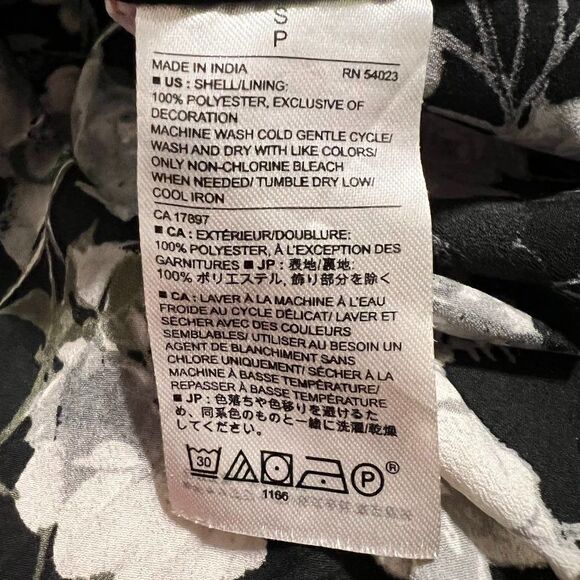 S
P
MADE IN INDIA RN 54023
■ US : SHELL/LINING:
100% POLYESTER, EXCLUSIVE OF
DECORATION
MACHINE WASH COLD GENTLE CYCLE/
WASH AND DRY WITH LIKE COLORS/
ONLY NON-CHLORINE BLEACH
WHEN NEEDED/ TUMBLE DRY LOW/
COOL IRON
CA 17897
■ CA : EXTÉRIEUR/DOUBLURE:
100% POLYESTER, À L'EXCEPTION DES
GARNITURES ■ JP : 表地/裏地:
100% ポリエステル, 飾り部分を除く
■ CA : LAVER À LA MACHINE À L'EAU
FROIDE AU CYCLE DÉLICAT/ LAVER ET
SÉCHER AVEC DES COULEURS
SEMBLABLES/ UTILISER AU BESOIN UN
AGENT DE BLANCHIMENT SANS
CHLORE UNIQUEMENT/ SÉCHER À LA
MACHINE À BASSE TEMPÉRATURE/
REPASSER À BASSE TEMPÉRATURE/
■ JP : 色落ちや色移りを避けるた
め、同系色のものと一緒に洗濯/乾燥
してください。
30 P ®
1166